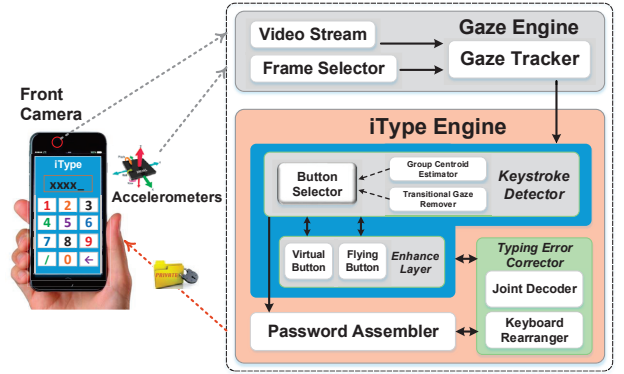 Gaze Engine
Video Stream
Frame Selector
Gaze Tracker
Front
Camera
iType
xxxx_
1 2 3
4 5 6
7 8 9
/ 0 ←
Accelerometers
PRIVATE
iType Engine
Button
Selector
Group Centroid
Estimator
Transitional Gaze
Remover
Keystroke
Detector
Virtual
Button
Flying
Button
Enhance
Layer
Typing Error
Corrector
Joint Decoder
Keyboard
Rearranger
Password Assembler